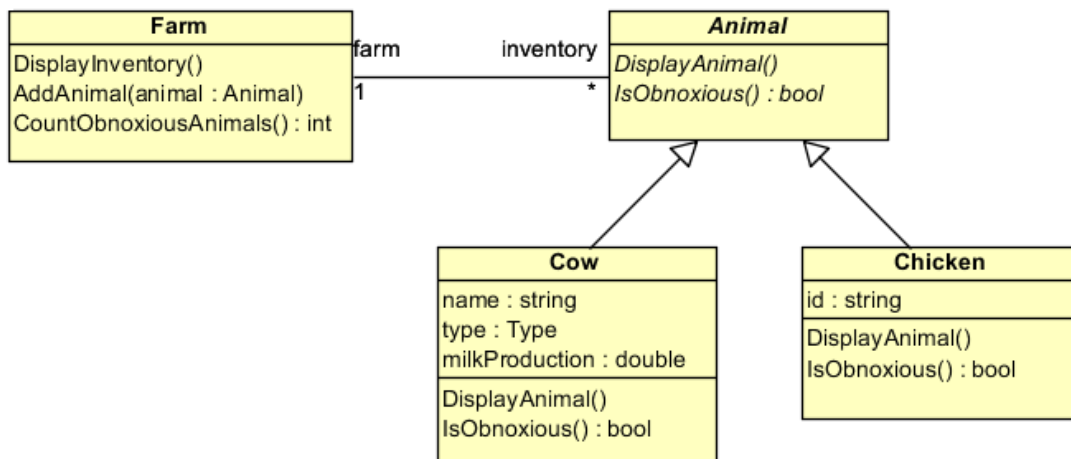 Farm
DisplayInventory()
AddAnimal(animal : Animal)
CountObnoxiousAnimals() : int
farm
inventory
1
*
Animal
DisplayAnimal()
IsObnoxious() : bool
Cow
name : string
type : Type
milkProduction : double
DisplayAnimal()
IsObnoxious() : bool
Chicken
id : string
DisplayAnimal()
IsObnoxious() : bool